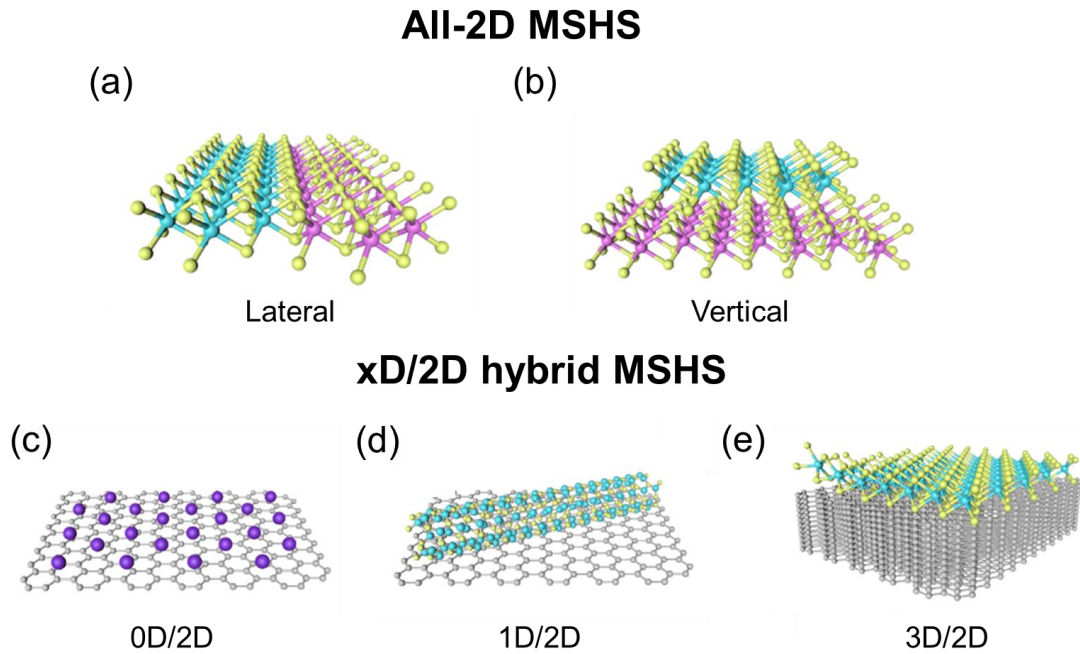 All-2D MSHS
(a)
(b)
Lateral
Vertical
xD/2D hybrid MSHS
(c)
(d)
(e)
0D/2D
1D/2D
3D/2D